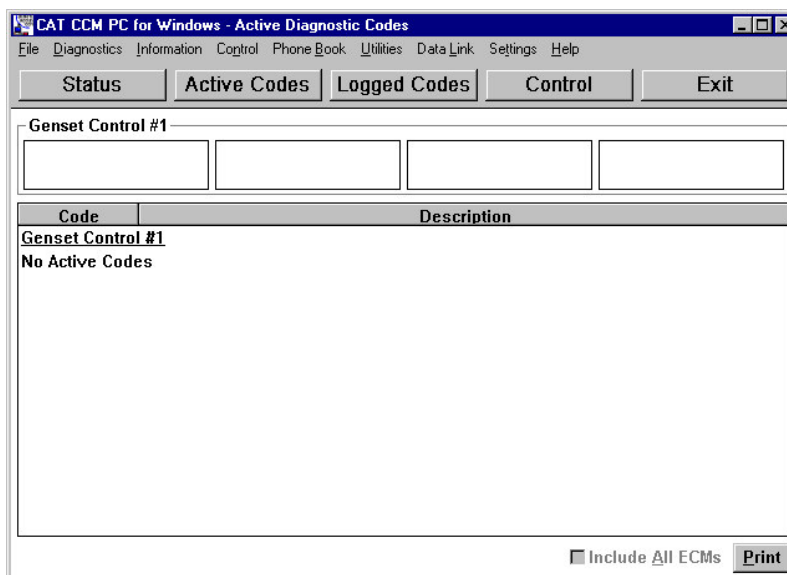 CAT CCM PC for Windows - Active Diagnostic Codes
File Diagnostics Information Control Phone Book Utilities Data Link Settings Help
Status Active Codes Logged Codes Control Exit
Genset Control #1
Code Description
Genset Control #1
No Active Codes
Include All ECMs Print